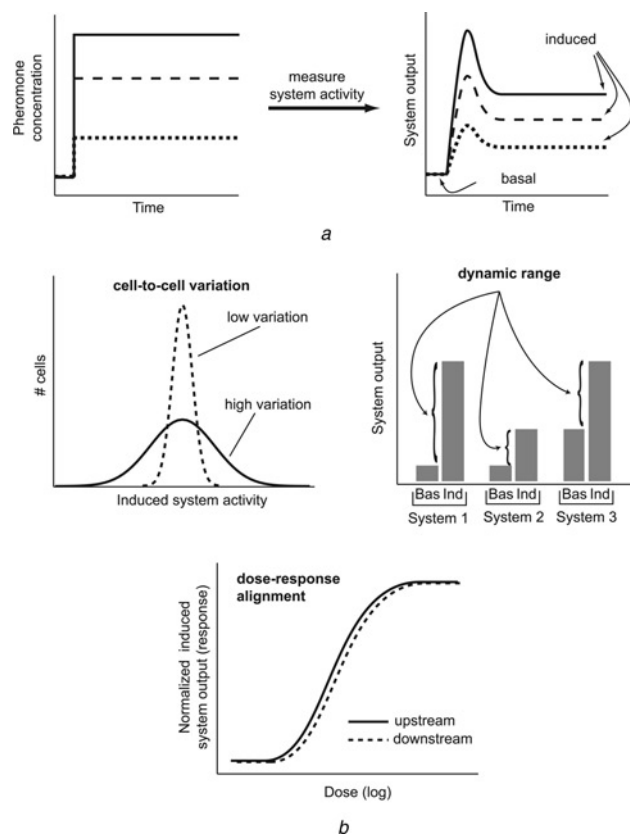 Pheromone
concentration
Time
measure
system activity
System output
induced
basal
Time
a
cell-to-cell variation
low variation
high variation
# cells
Induced system activity
dynamic range
System output
Bas Ind
Bas Ind
Bas Ind
System 1
System 2
System 3
dose-response
alignment
Normalized induced
system output (response)
upstream
downstream
Dose (log)
b